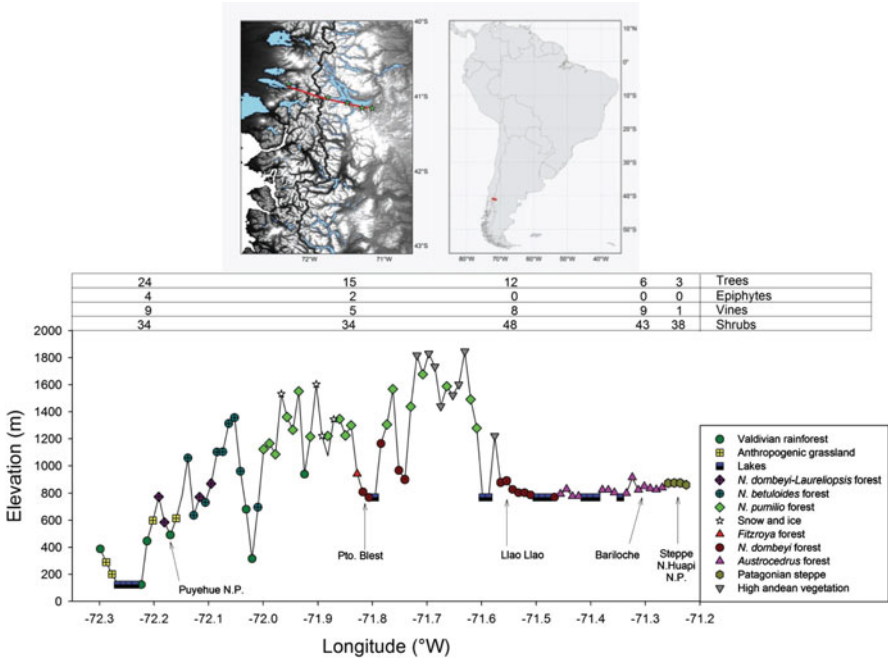 40°S
41°S
42°S
43°S
72°W
71°W
10°N
0°
10°S
20°S
30°S
40°S
50°S
80°W
70°W
60°W
50°W
40°W
24 15 12 6 3 Trees
4 2 0 0 0 Epiphytes
9 5 8 9 1 Vines
34 34 48 43 38 Shrubs
Elevation (m)
2000
1800
1600
1400
1200
1000
800
600
400
200
0
Puyehue N.P.
Pto. Blest
Llao Llao
Bariloche
Steppe
N.Huapi
N.P.
-72.3 -72.2 -72.1 -72.0 -71.9 -71.8 -71.7 -71.6 -71.5 -71.4 -71.3 -71.2
Longitude (°W)
Valdivian rainforest
Anthropogenic grassland
Lakes
N. dombeyi-Laureliopsis forest
N. betuloides forest
N. pumilio forest
Snow and ice
Fitzroya forest
N. dombeyi forest
Austrocedrus forest
Patagonian steppe
High andean vegetation